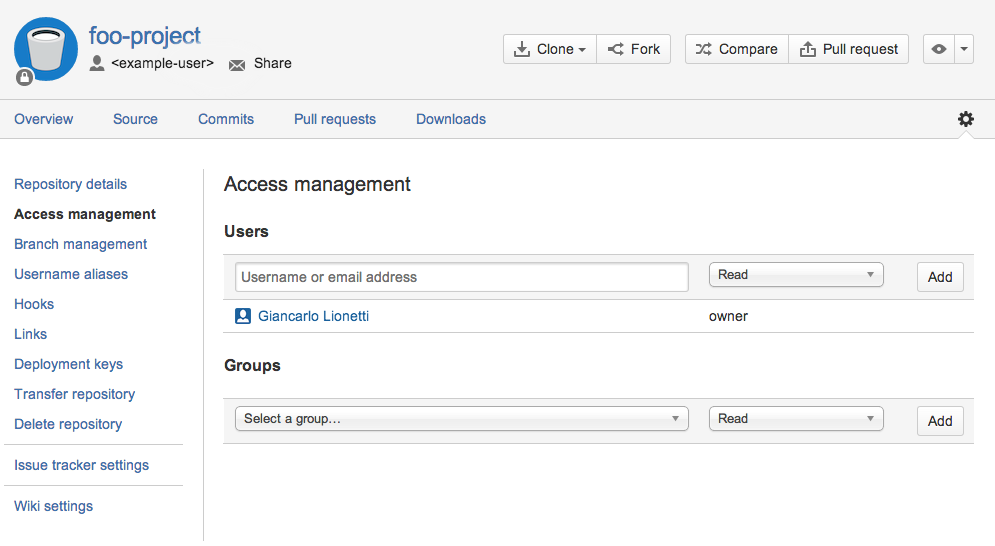 foo-project
<example-user> Share
Clone Fork Compare Pull request
Overview Source Commits Pull requests Downloads
Repository details
Access management
Branch management
Username aliases
Hooks
Links
Deployment keys
Transfer repository
Delete repository
Issue tracker settings
Wiki settings
Access management
Users
Username or email address Read Add
Giancarlo Lionetti owner
Groups
Select a group... Read Add